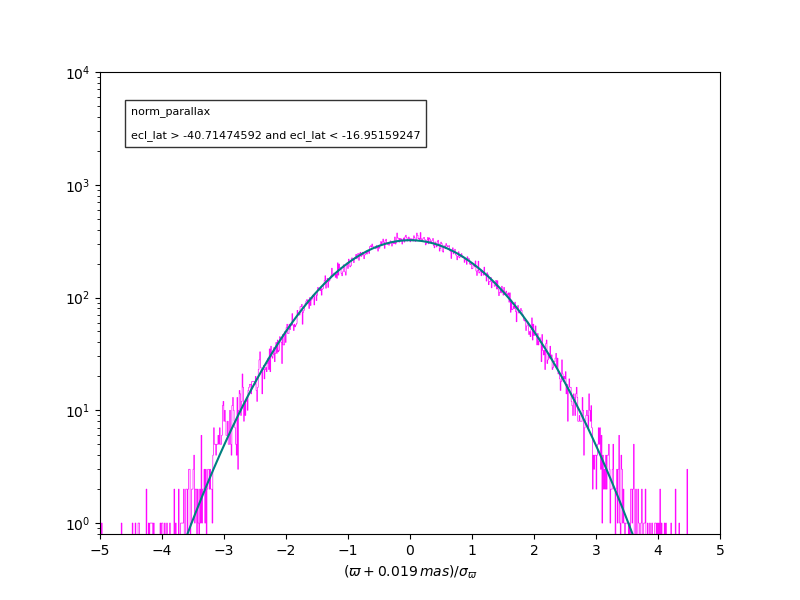 10⁴
10³
10²
10¹
10⁰
norm_parallax
ecl_lat > -40.71474592 and ecl_lat < -16.95159247
−5 −4 −3 −2 −1 0 1 2 3 4 5
(ϖ + 0.019 mas)/σ_ϖ